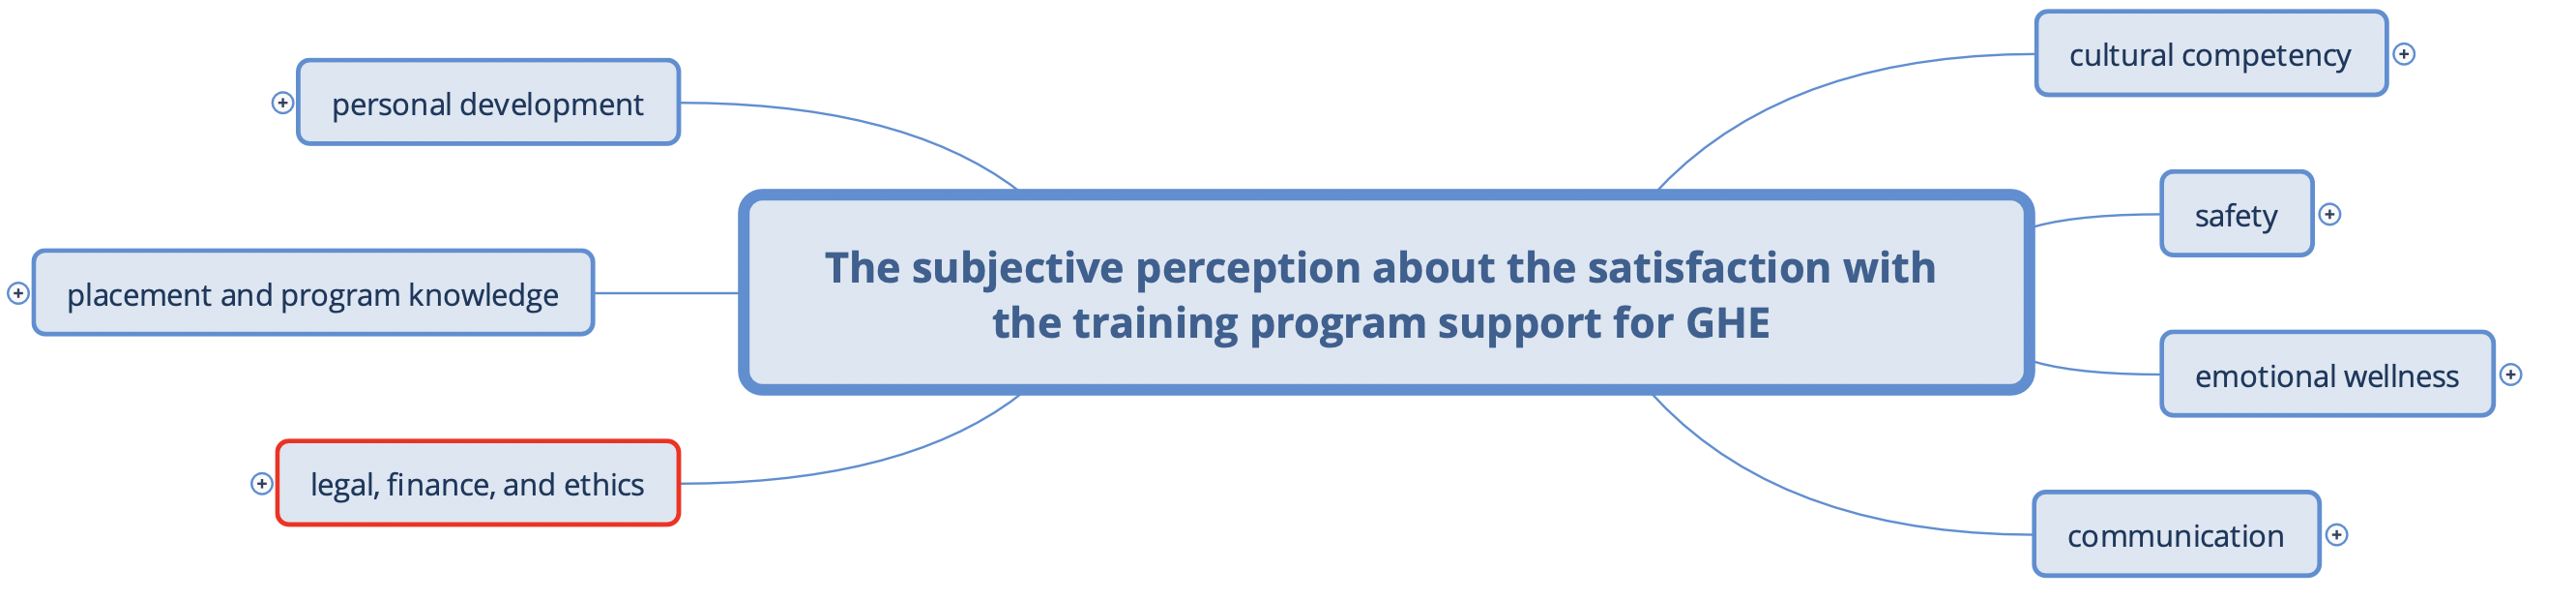 personal development
placement and program knowledge
legal, finance, and ethics
The subjective perception about the satisfaction with
the training program support for GHE
cultural competency
safety
emotional wellness
communication